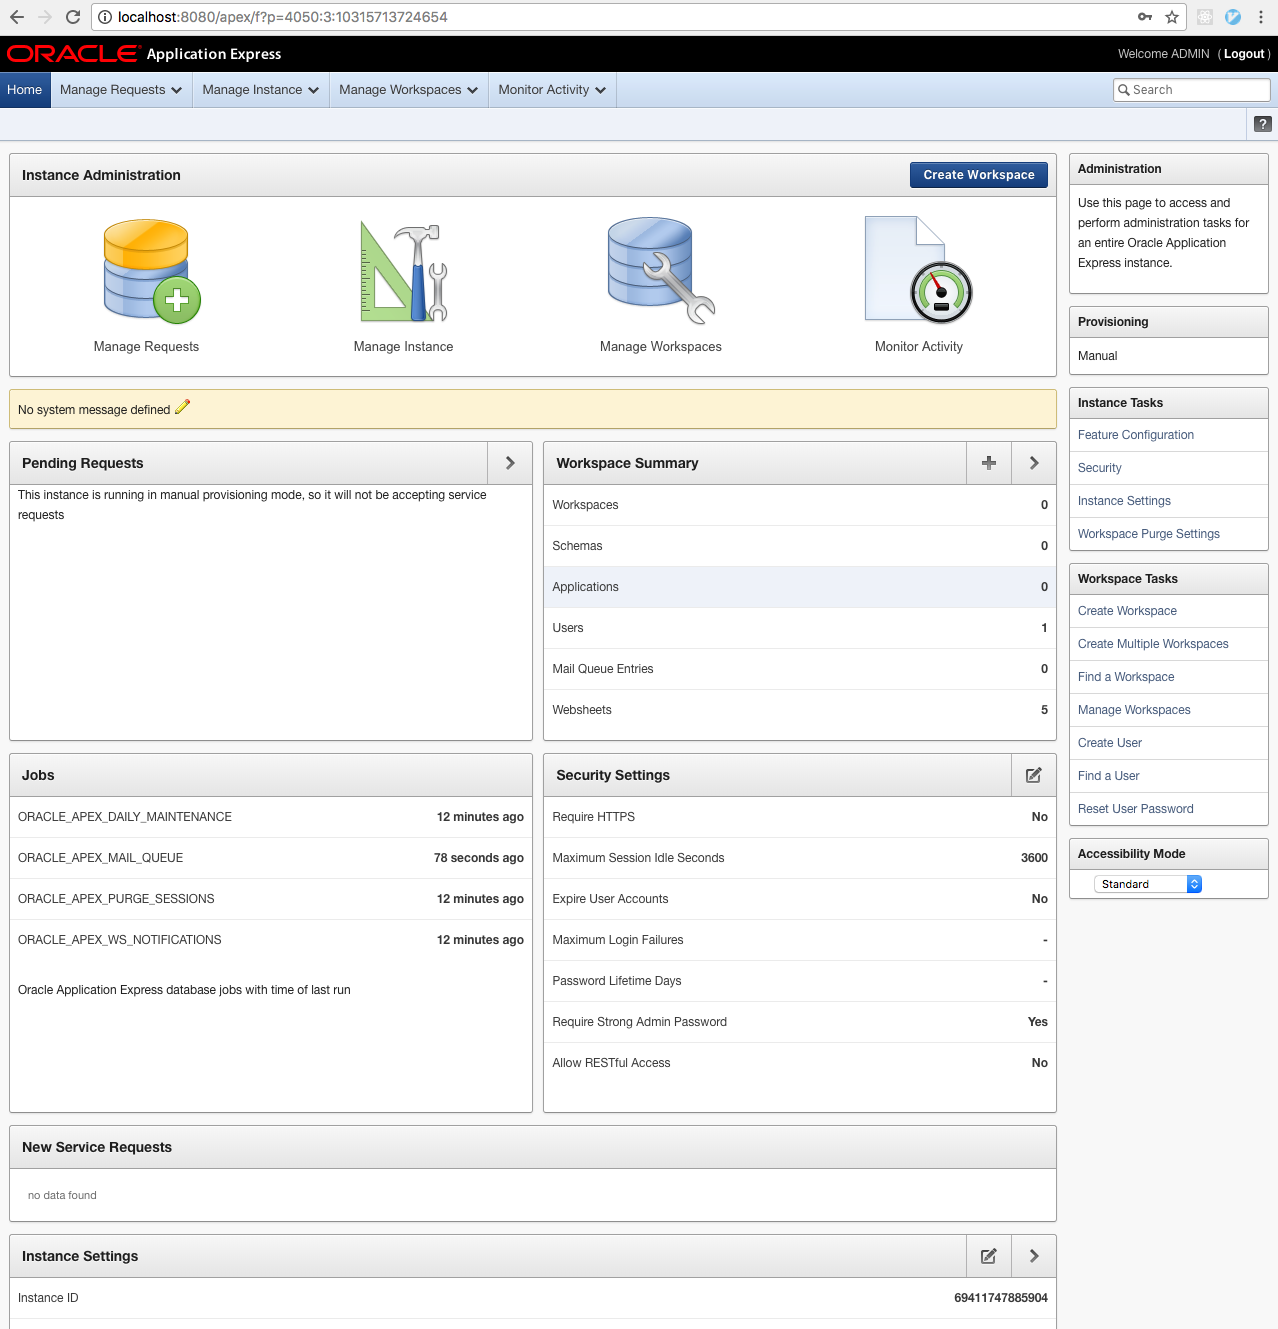 localhost:8080/apex/f?p=4050:3:10315713724654
ORACLE Application Express
Welcome ADMIN ( Logout )
Home Manage Requests Manage Instance Manage Workspaces Monitor Activity
Search
?
Instance Administration
Create Workspace
Manage Requests
Manage Instance
Manage Workspaces
Monitor Activity
No system message defined
Pending Requests
This instance is running in manual provisioning mode, so it will not be accepting service
requests
Workspace Summary
Workspaces 0
Schemas 0
Applications 0
Users 1
Mail Queue Entries 0
Websheets 5
Jobs
ORACLE_APEX_DAILY_MAINTENANCE 12 minutes ago
ORACLE_APEX_MAIL_QUEUE 78 seconds ago
ORACLE_APEX_PURGE_SESSIONS 12 minutes ago
ORACLE_APEX_WS_NOTIFICATIONS 12 minutes ago
Oracle Application Express database jobs with time of last run
Security Settings
Require HTTPS No
Maximum Session Idle Seconds 3600
Expire User Accounts No
Maximum Login Failures -
Password Lifetime Days -
Require Strong Admin Password Yes
Allow RESTful Access No
New Service Requests
no data found
Instance Settings
Instance ID 69411747885904
Administration
Use this page to access and
perform administration tasks for
an entire Oracle Application
Express instance.
Provisioning
Manual
Instance Tasks
Feature Configuration
Security
Instance Settings
Workspace Purge Settings
Workspace Tasks
Create Workspace
Create Multiple Workspaces
Find a Workspace
Manage Workspaces
Create User
Find a User
Reset User Password
Accessibility Mode
Standard